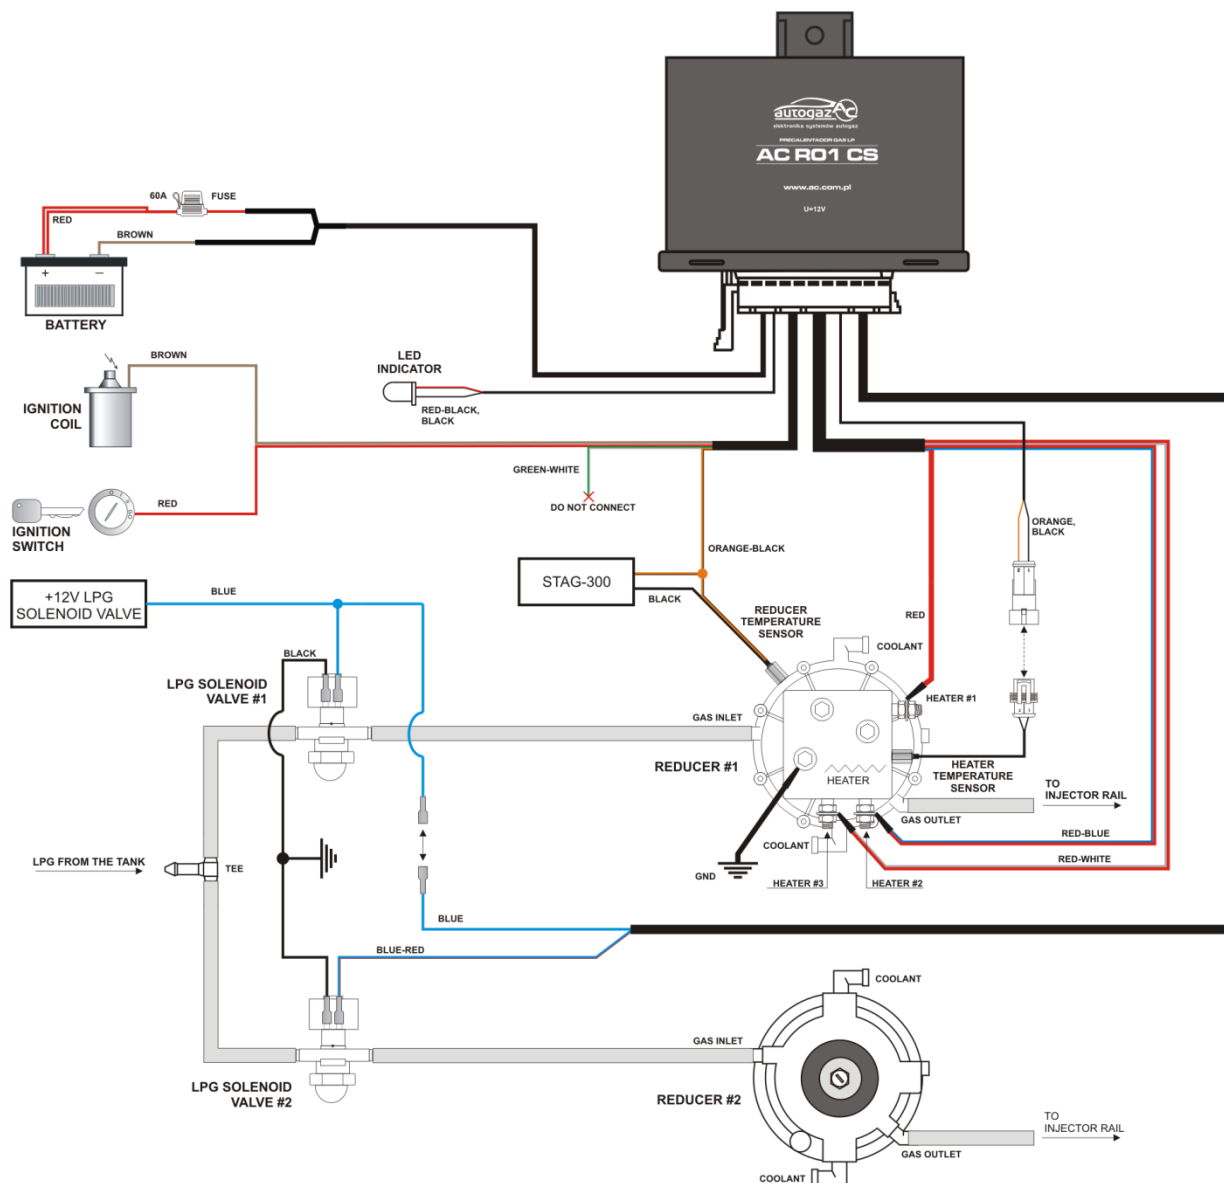 autogaz AC
elektronika systemów autogaz
PRECALENTADOR GAS LP
AC R01 CS
www.ac.com.pl
U=12V
60A
FUSE
RED
BROWN
+
–
BATTERY
BROWN
IGNITION
COIL
LED
INDICATOR
RED-BLACK,
BLACK
GREEN-WHITE
DO NOT CONNECT
RED
IGNITION
SWITCH
ORANGE,
BLACK
ORANGE-BLACK
STAG-300
BLACK
+12V LPG
SOLENOID VALVE
BLUE
REDUCER
TEMPERATURE
SENSOR
RED
COOLANT
BLACK
LPG SOLENOID
VALVE #1
HEATER #1
GAS INLET
REDUCER #1
HEATER
HEATER
TEMPERATURE
SENSOR
TO
INJECTOR RAIL
GAS OUTLET
RED-BLUE
COOLANT
RED-WHITE
LPG FROM THE TANK
TEE
GND
HEATER #3
HEATER #2
BLUE
BLUE-RED
COOLANT
GAS INLET
LPG SOLENOID
VALVE #2
REDUCER #2
TO
INJECTOR RAIL
GAS OUTLET
COOLANT